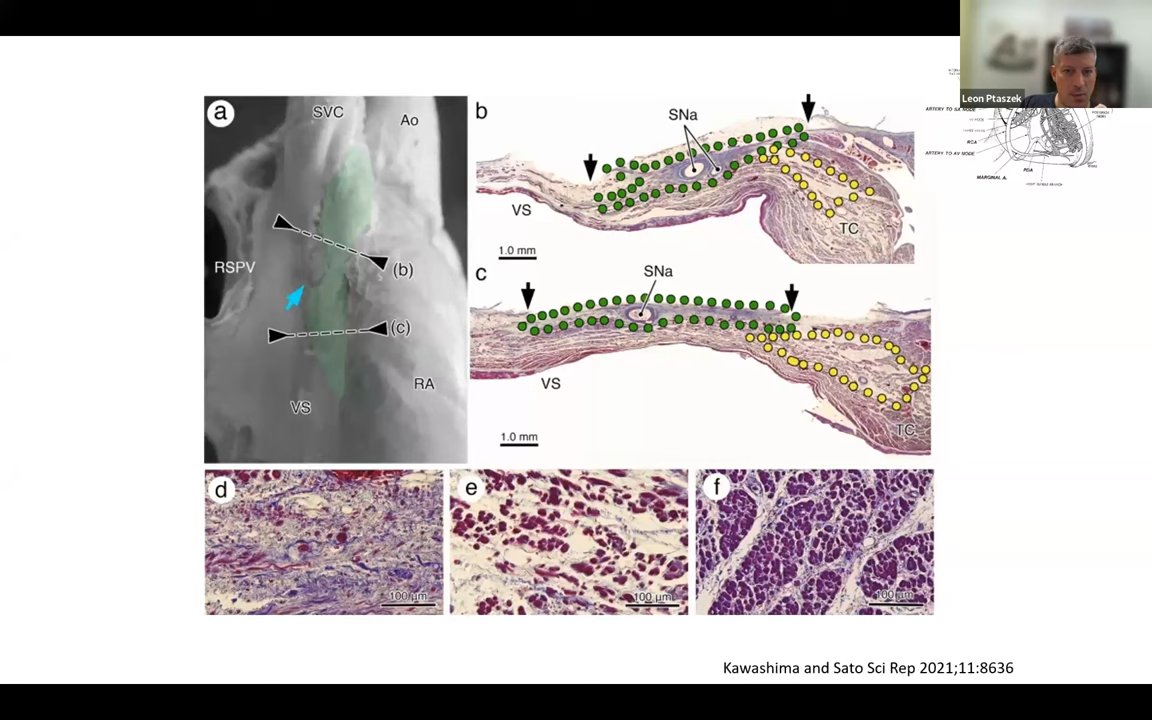 Leon Ptaszek
ARTERY TO SA NODE
RCA
ARTERY TO AV NODE
MARGINAL A.
PDA
a
SVC
Ao
RSPV
(b)
(c)
RA
VS
b
SNa
VS
TC
1.0 mm
c
SNa
VS
TC
1.0 mm
d
100 µm
e
100 µm
f
100 µm
Kawashima and Sato Sci Rep 2021;11:8636